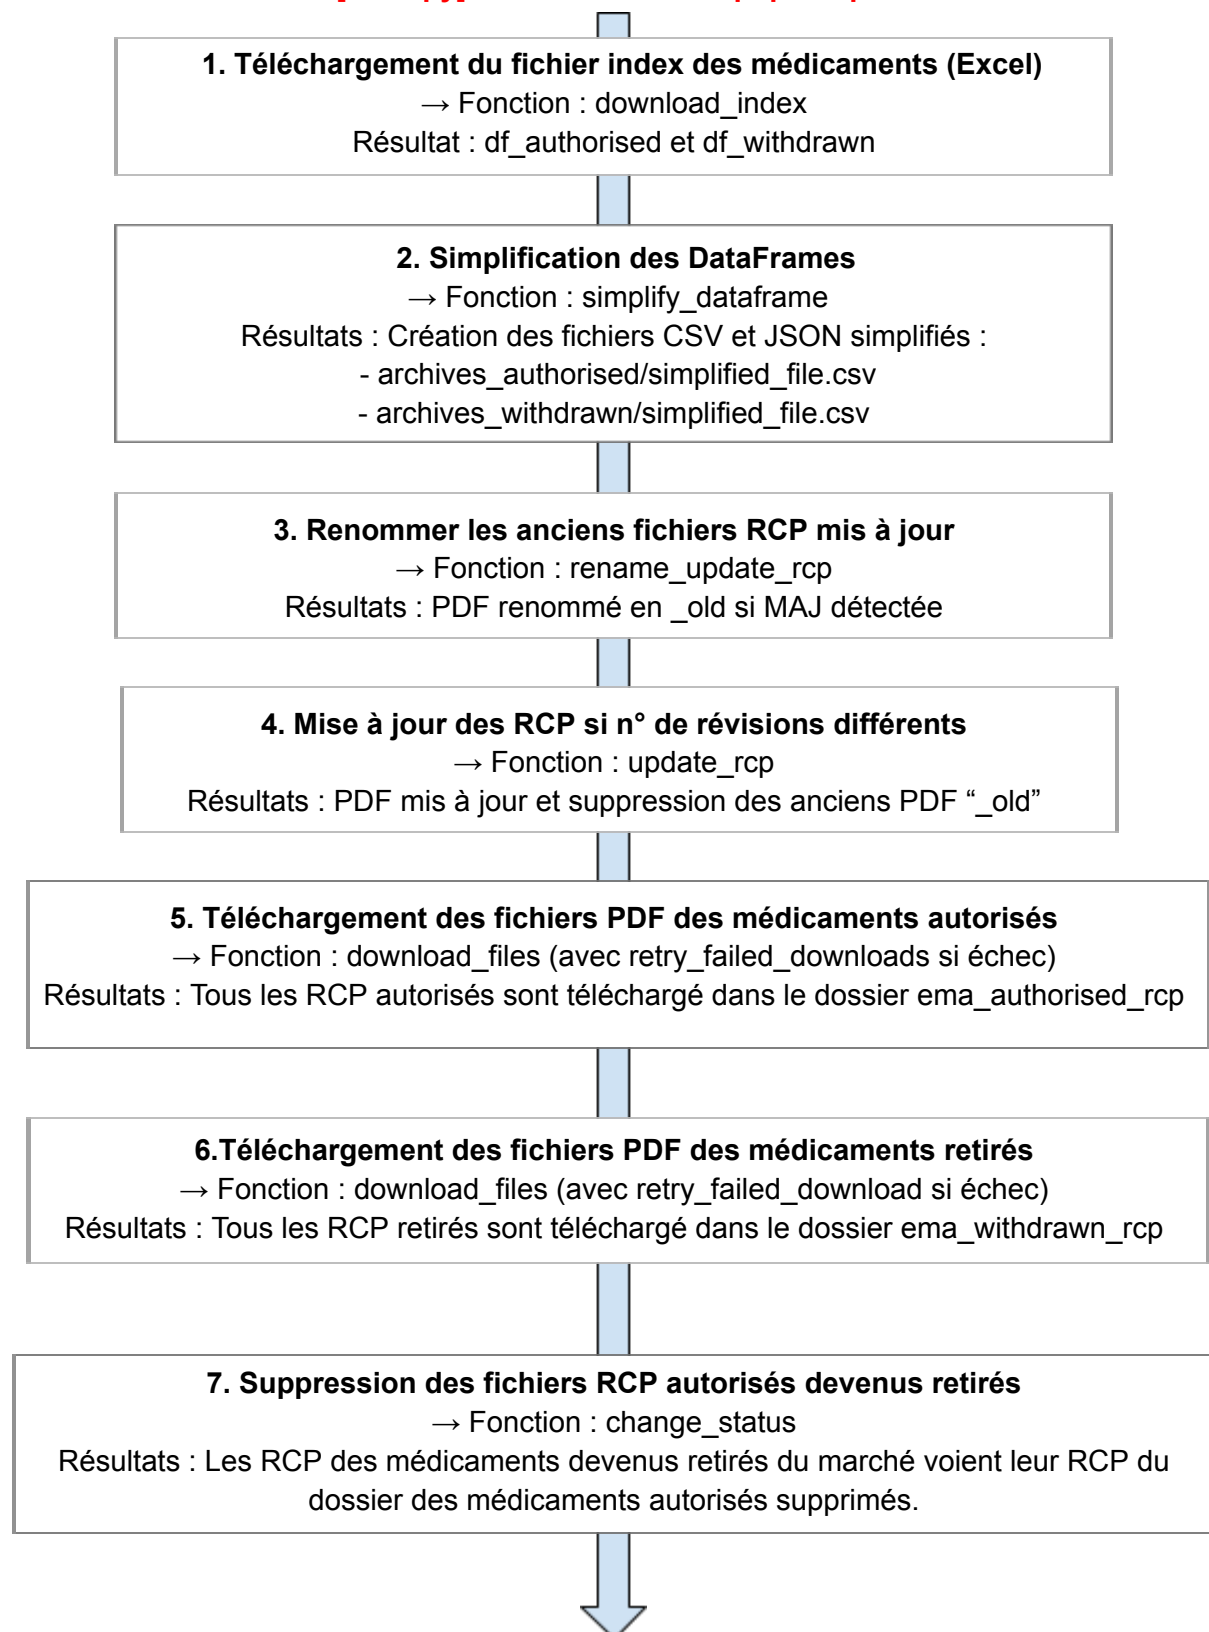 1. Téléchargement du fichier index des médicaments (Excel)
→ Fonction : download_index
Résultat : df_authorised et df_withdrawn
2. Simplification des DataFrames
→ Fonction : simplify_dataframe
Résultats : Création des fichiers CSV et JSON simplifiés :
- archives_authorised/simplified_file.csv
- archives_withdrawn/simplified_file.csv
3. Renommer les anciens fichiers RCP mis à jour
→ Fonction : rename_update_rcp
Résultats : PDF renommé en _old si MAJ détectée
4. Mise à jour des RCP si n° de révisions différents
→ Fonction : update_rcp
Résultats : PDF mis à jour et suppression des anciens PDF “_old”
5. Téléchargement des fichiers PDF des médicaments autorisés
→ Fonction : download_files (avec retry_failed_downloads si échec)
Résultats : Tous les RCP autorisés sont téléchargé dans le dossier ema_authorised_rcp
6.Téléchargement des fichiers PDF des médicaments retirés
→ Fonction : download_files (avec retry_failed_download si échec)
Résultats : Tous les RCP retirés sont téléchargé dans le dossier ema_withdrawn_rcp
7. Suppression des fichiers RCP autorisés devenus retirés
→ Fonction : change_status
Résultats : Les RCP des médicaments devenus retirés du marché voient leur RCP du
dossier des médicaments autorisés supprimés.